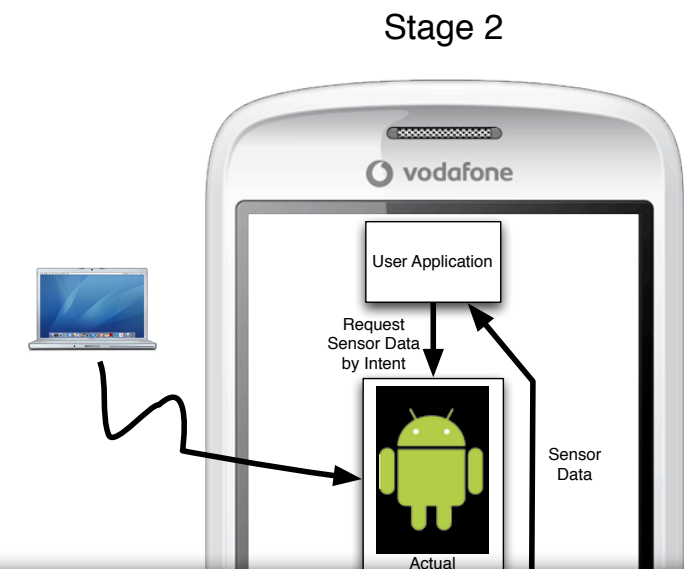 Stage 2
vodafone
User Application
Request
Sensor Data
by Intent
Sensor
Data
Actual